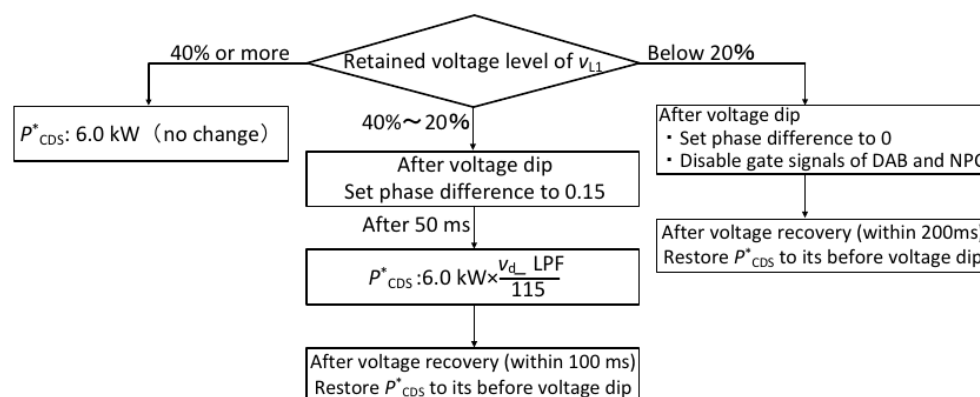 Retained voltage level of vL1
40% or more
P*CDS: 6.0 kW（no change）
40%～20%
After voltage dip
Set phase difference to 0.15
After 50 ms
P*CDS :6.0 kW×vd_ LPF/115
After voltage recovery (within 100 ms)
Restore P*CDS to its before voltage dip
Below 20%
After voltage dip
・Set phase difference to 0
・Disable gate signals of DAB and NPC
After voltage recovery (within 200ms)
Restore P*CDS to its before voltage dip